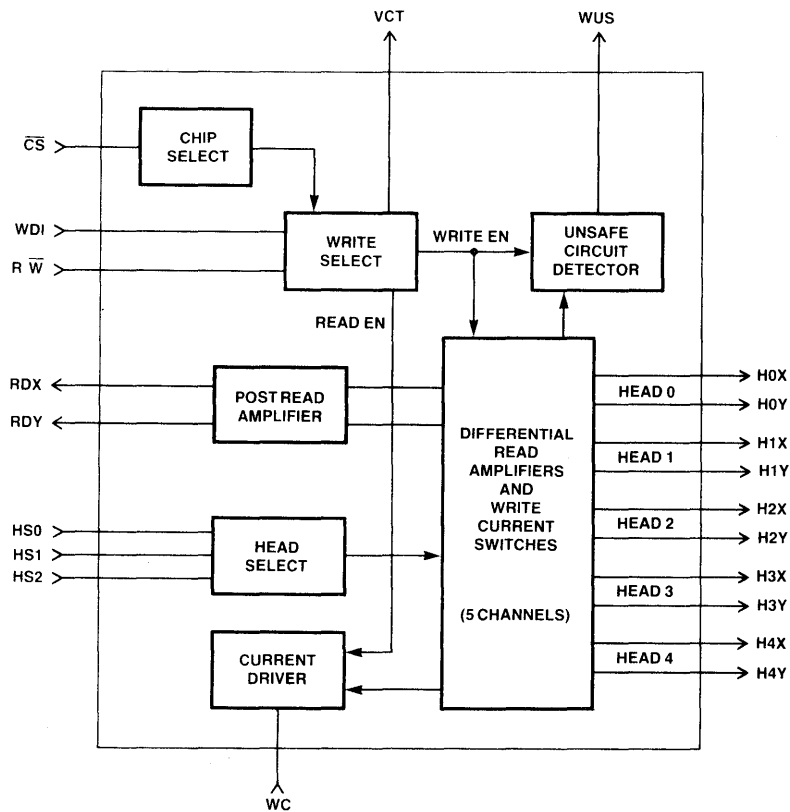 VCT
WUS
CS
CHIP
SELECT
WDI
R W
WRITE
SELECT
WRITE EN
UNSAFE
CIRCUIT
DETECTOR
READ EN
RDX
RDY
POST READ
AMPLIFIER
DIFFERENTIAL
READ
AMPLIFIERS
AND
WRITE
CURRENT
SWITCHES
(5 CHANNELS)
HEAD 0
H0X
H0Y
HEAD 1
H1X
H1Y
HEAD 2
H2X
H2Y
HEAD 3
H3X
H3Y
HEAD 4
H4X
H4Y
HS0
HS1
HS2
HEAD
SELECT
CURRENT
DRIVER
WC